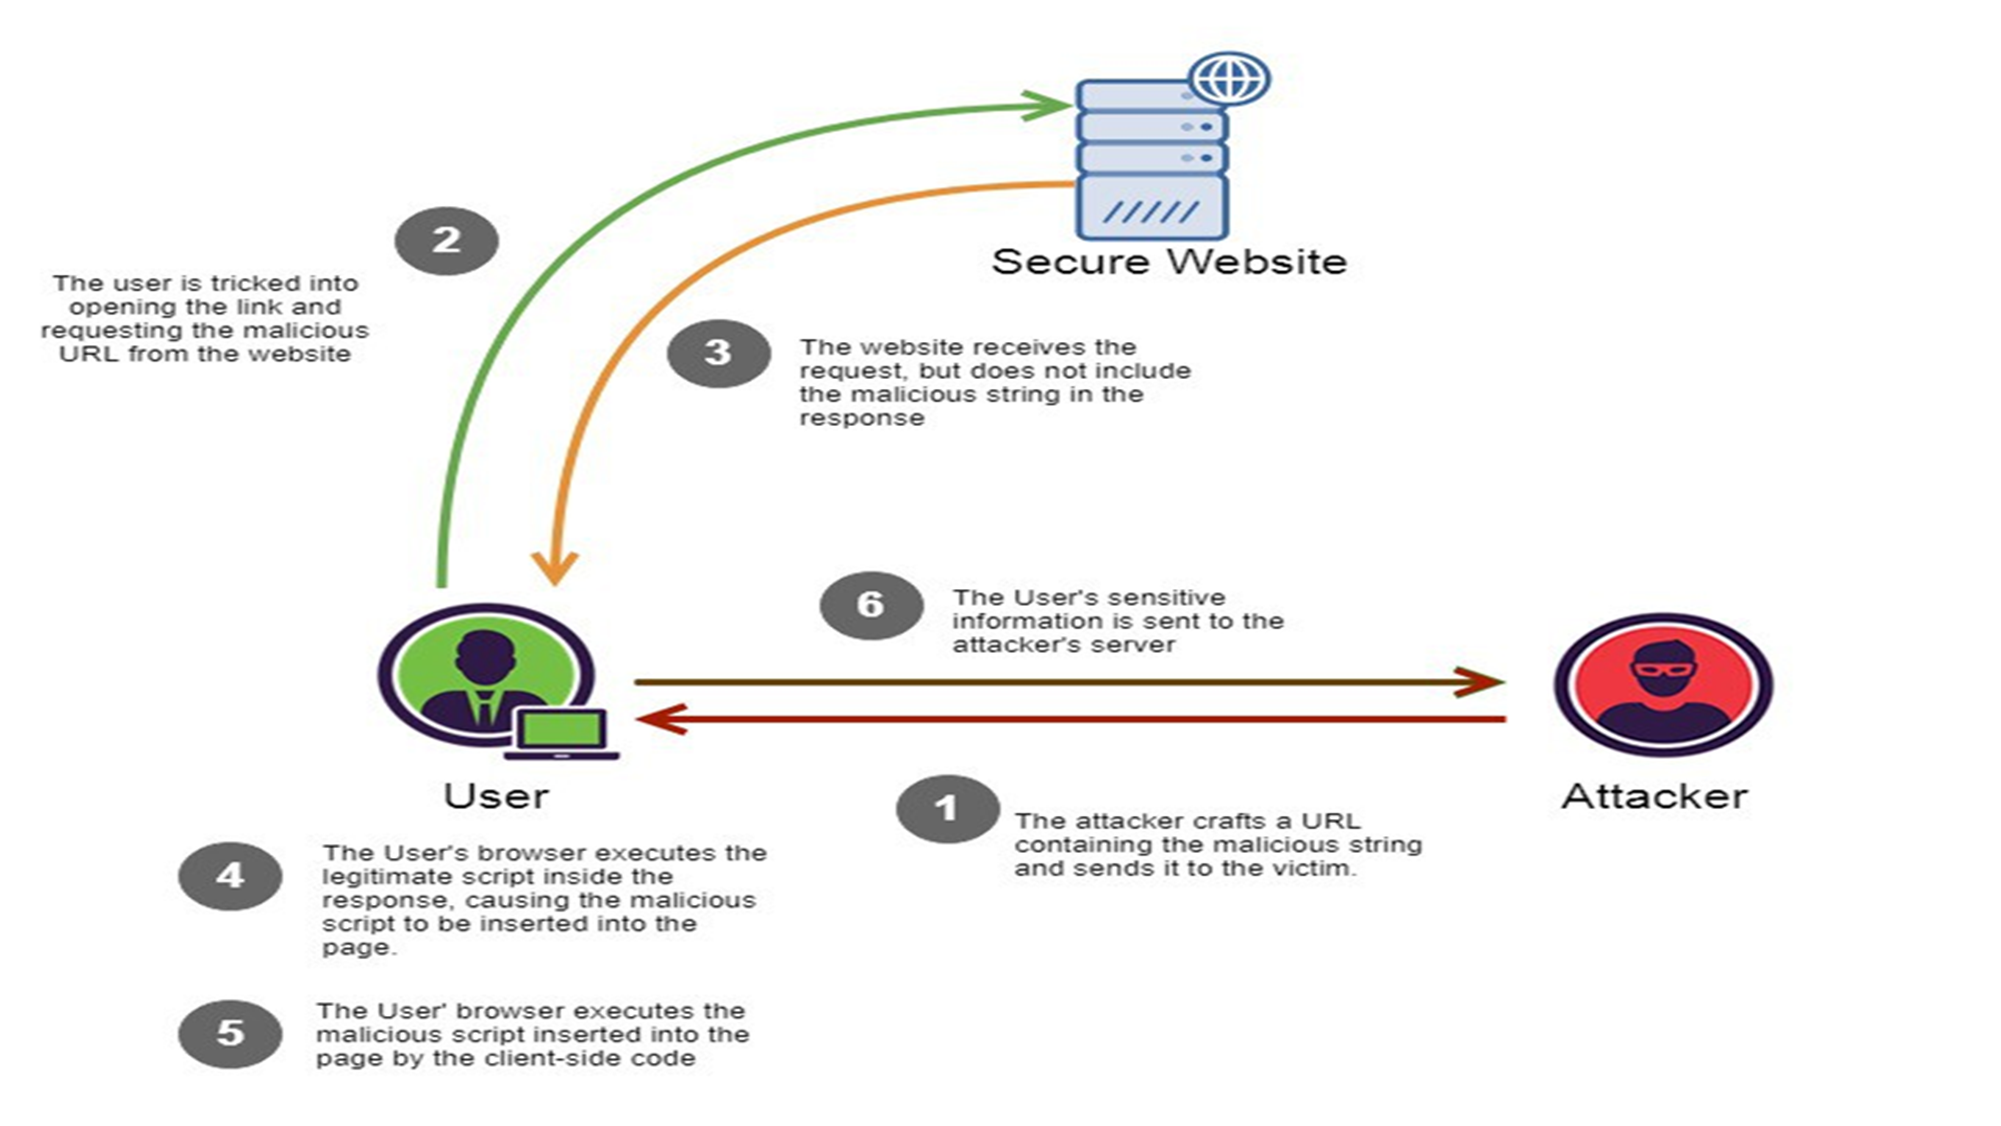 Secure Website
2
The user is tricked into
opening the link and
requesting the malicious
URL from the website
3
The website receives the
request, but does not include
the malicious string in the
response
6
The User's sensitive
information is sent to the
attacker's server
User
Attacker
1
The attacker crafts a URL
containing the malicious string
and sends it to the victim.
4
The User's browser executes the
legitimate script inside the
response, causing the malicious
script to be inserted into the
page.
5
The User' browser executes the
malicious script inserted into the
page by the client-side code